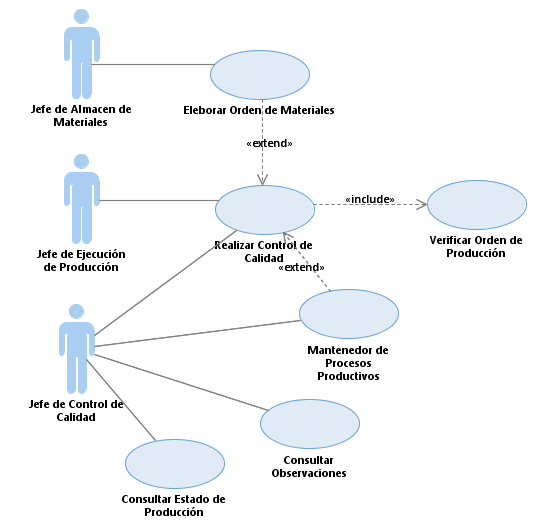 Jefe de Almacen de
Materiales
Eleborar Orden de Materiales
«extend»
Jefe de Ejecución
de Producción
Realizar Control de
Calidad
«include»
Verificar Orden de
Producción
«extend»
Mantenedor de
Procesos
Productivos
Jefe de Control de
Calidad
Consultar
Observaciones
Consultar Estado de
Producción